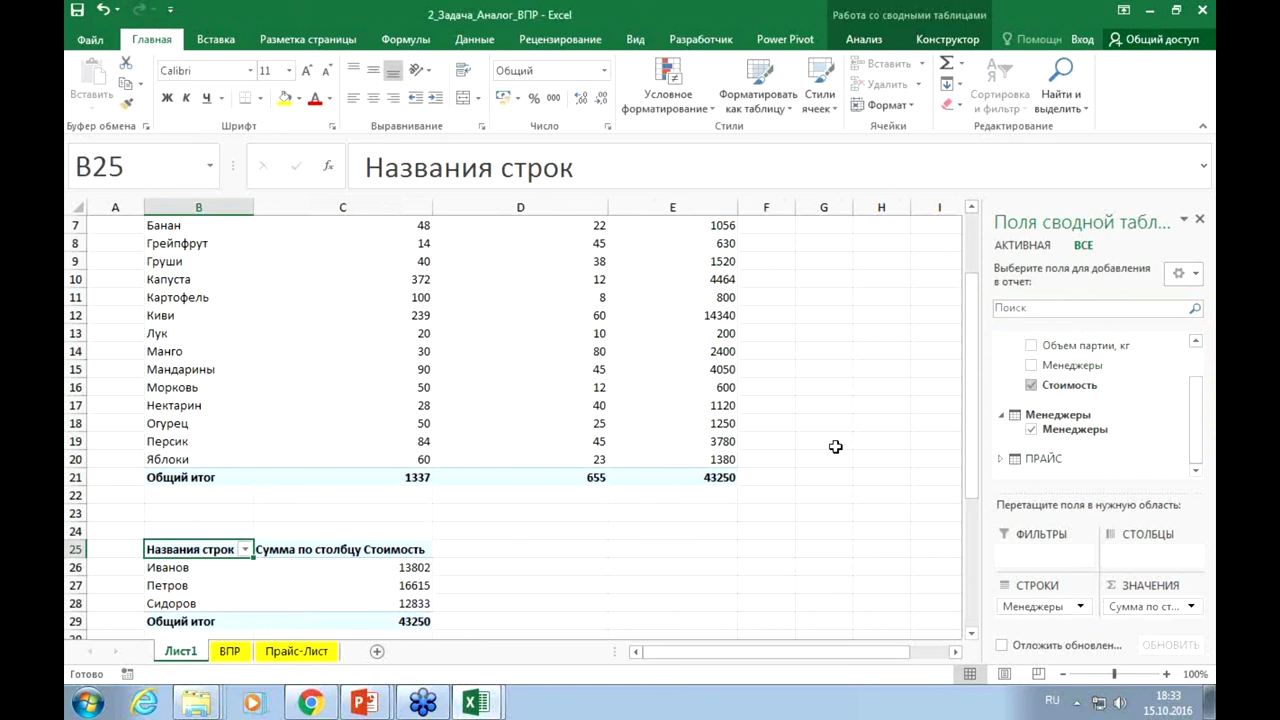 2_Задача_Аналог_ВПР - Excel
Работа со сводными таблицами
Файл Главная Вставка Разметка страницы Формулы Данные Рецензирование Вид Разработчик Power Pivot Анализ Конструктор Помощн Вход Общий доступ
Calibri 11 Общий Вставить
Вставить Ж К Ч % 000 Условное форматирование Форматировать как таблицу Стили ячеек Удалить Сортировка и фильтр Найти и выделить
Формат
Буфер обмена Шрифт Выравнивание Число Стили Ячейки Редактирование
B25 fx Названия строк
A B C D E F G H I
7 Банан 48 22 1056
8 Грейпфрут 14 45 630
9 Груши 40 38 1520
10 Капуста 372 12 4464
11 Картофель 100 8 800
12 Киви 239 60 14340
13 Лук 20 10 200
14 Манго 30 80 2400
15 Мандарины 90 45 4050
16 Морковь 50 12 600
17 Нектарин 28 40 1120
18 Огурец 50 25 1250
19 Персик 84 45 3780
20 Яблоки 60 23 1380
21 Общий итог 1337 655 43250
22
23
24
25 Названия строк Сумма по столбцу Стоимость
26 Иванов 13802
27 Петров 16615
28 Сидоров 12833
29 Общий итог 43250
Поля сводной табл...
АКТИВНАЯ ВСЕ
Выберите поля для добавления
в отчет:
Поиск
Объем партии, кг
Менеджеры
Стоимость
Менеджеры
Менеджеры
ПРАЙС
Перетащите поля в нужную область:
ФИЛЬТРЫ СТОЛБЦЫ
СТРОКИ Σ ЗНАЧЕНИЯ
Менеджеры Сумма по ст...
Отложить обновлен... ОБНОВИТЬ
Лист1 ВПР Прайс-Лист
Готово 100%
RU 18:33
15.10.2016